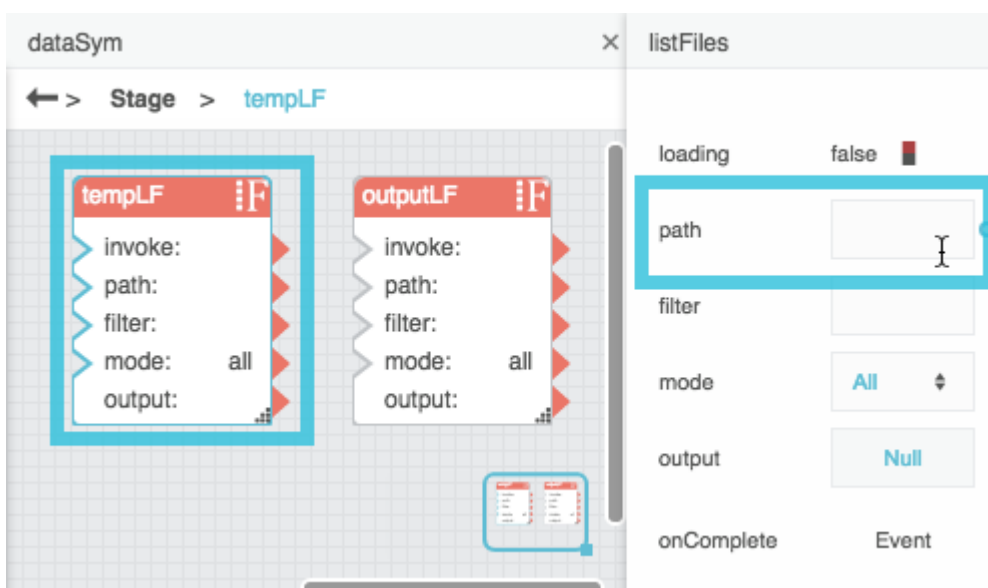 dataSym ×
← > Stage > tempLF
tempLF F
invoke:
path:
filter:
mode: all
output:
outputLF F
invoke:
path:
filter:
mode: all
output:
listFiles
loading false
path
filter
mode All
output Null
onComplete Event